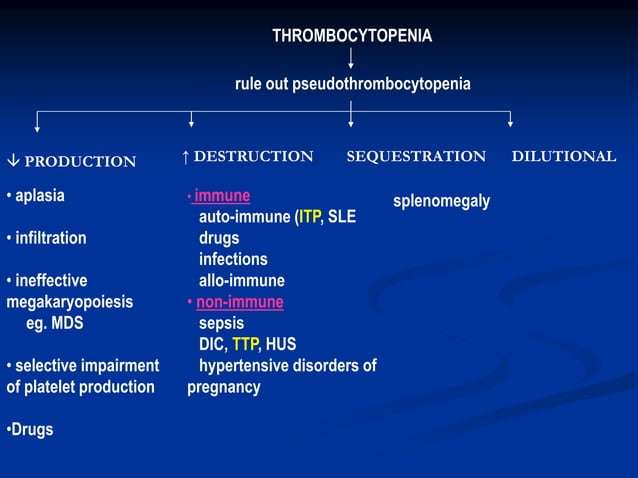 THROMBOCYTOPENIA
rule out pseudothrombocytopenia
↓ PRODUCTION
• aplasia
• infiltration
• ineffective
megakaryopoiesis
eg. MDS
• selective impairment
of platelet production
•Drugs
↑ DESTRUCTION
• immune
auto-immune (ITP, SLE
drugs
infections
allo-immune
• non-immune
sepsis
DIC, TTP, HUS
hypertensive disorders of
pregnancy
SEQUESTRATION
splenomegaly
DILUTIONAL